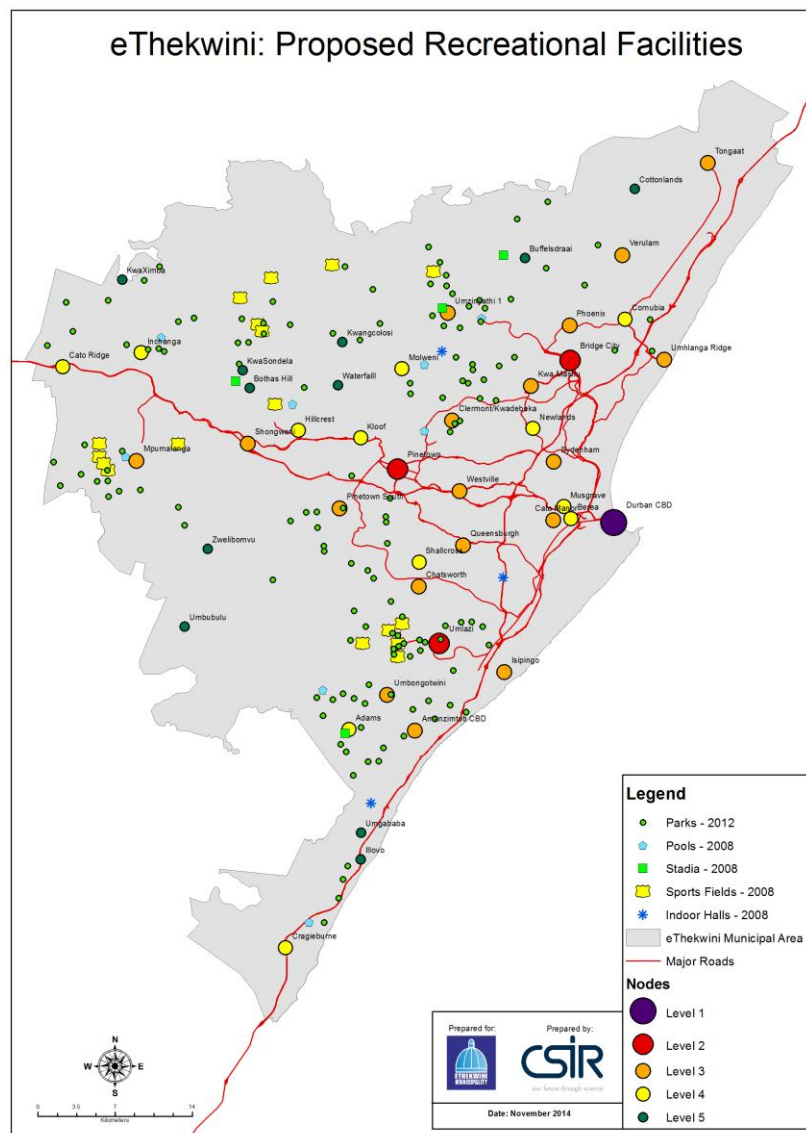 eThekwini: Proposed Recreational Facilities
Tongaat
Cottonlands
Verulam
Buffelsdraai
KwaXimba
Umzinyathi 1
Phoenix
Cornubia
Inchanga
Kwangcolosi
Bridge City
Umhlanga Ridge
Cato Ridge
KwaSondela
Molweni
Bothas Hill
Waterfalll
Kwa Mashu
Clermont/Kwadebeka
Newlands
Hillcrest
Kloof
Shongweni
Mpumalanga
Pinetown
Sydenham
Westville
Pinetown South
Musgrave
Cato Manor
Berea
Durban CBD
Zwelibomvu
Queensburgh
Shallcross
Chatsworth
Umbubulu
Umlazi
Isipingo
Umbongotwini
Adams
Amanzimtoti CBD
Umgababa
Illovo
Cragieburne
Legend
Parks - 2012
Pools - 2008
Stadia - 2008
Sports Fields - 2008
Indoor Halls - 2008
eThekwini Municipal Area
Major Roads
Nodes
Level 1
Level 2
Level 3
Level 4
Level 5
N
W E
S
0 3.5 7 14
Kilometers
Prepared for:
ETHEKWINI
MUNICIPALITY
Prepared by:
CSIR
our future through science
Date: November 2014